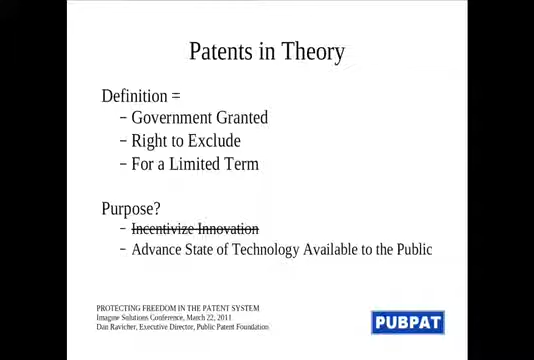 Patents in Theory
Definition =
– Government Granted
– Right to Exclude
– For a Limited Term
Purpose?
– Incentivize Innovation
– Advance State of Technology Available to the Public
PROTECTING FREEDOM IN THE PATENT SYSTEM
Imagine Solutions Conference, March 22, 2011
Dan Ravicher, Executive Director, Public Patent Foundation
PUBPAT